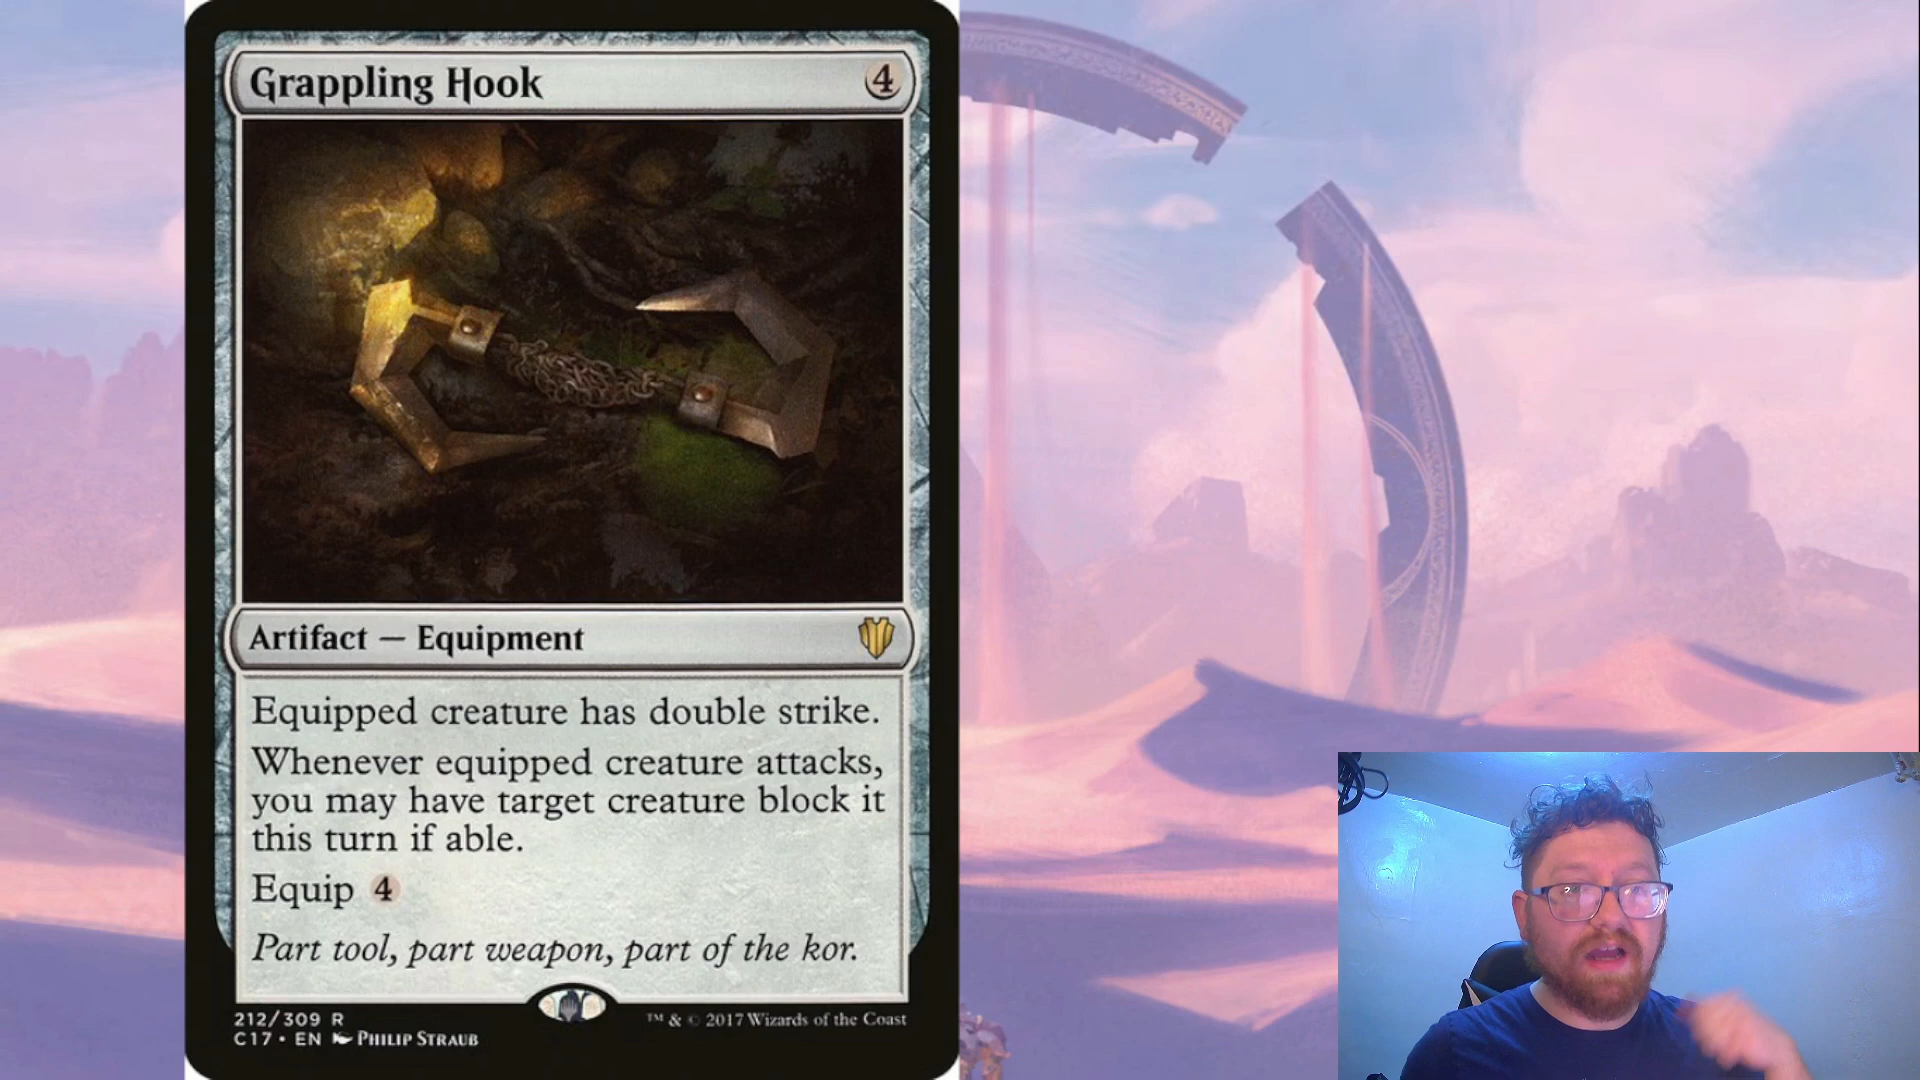 Grappling Hook 4
Artifact — Equipment
Equipped creature has double strike.
Whenever equipped creature attacks,
you may have target creature block it
this turn if able.
Equip 4
Part tool, part weapon, part of the kor.
212/309 R
C17 • EN Philip Straub
™ & © 2017 Wizards of the Coast